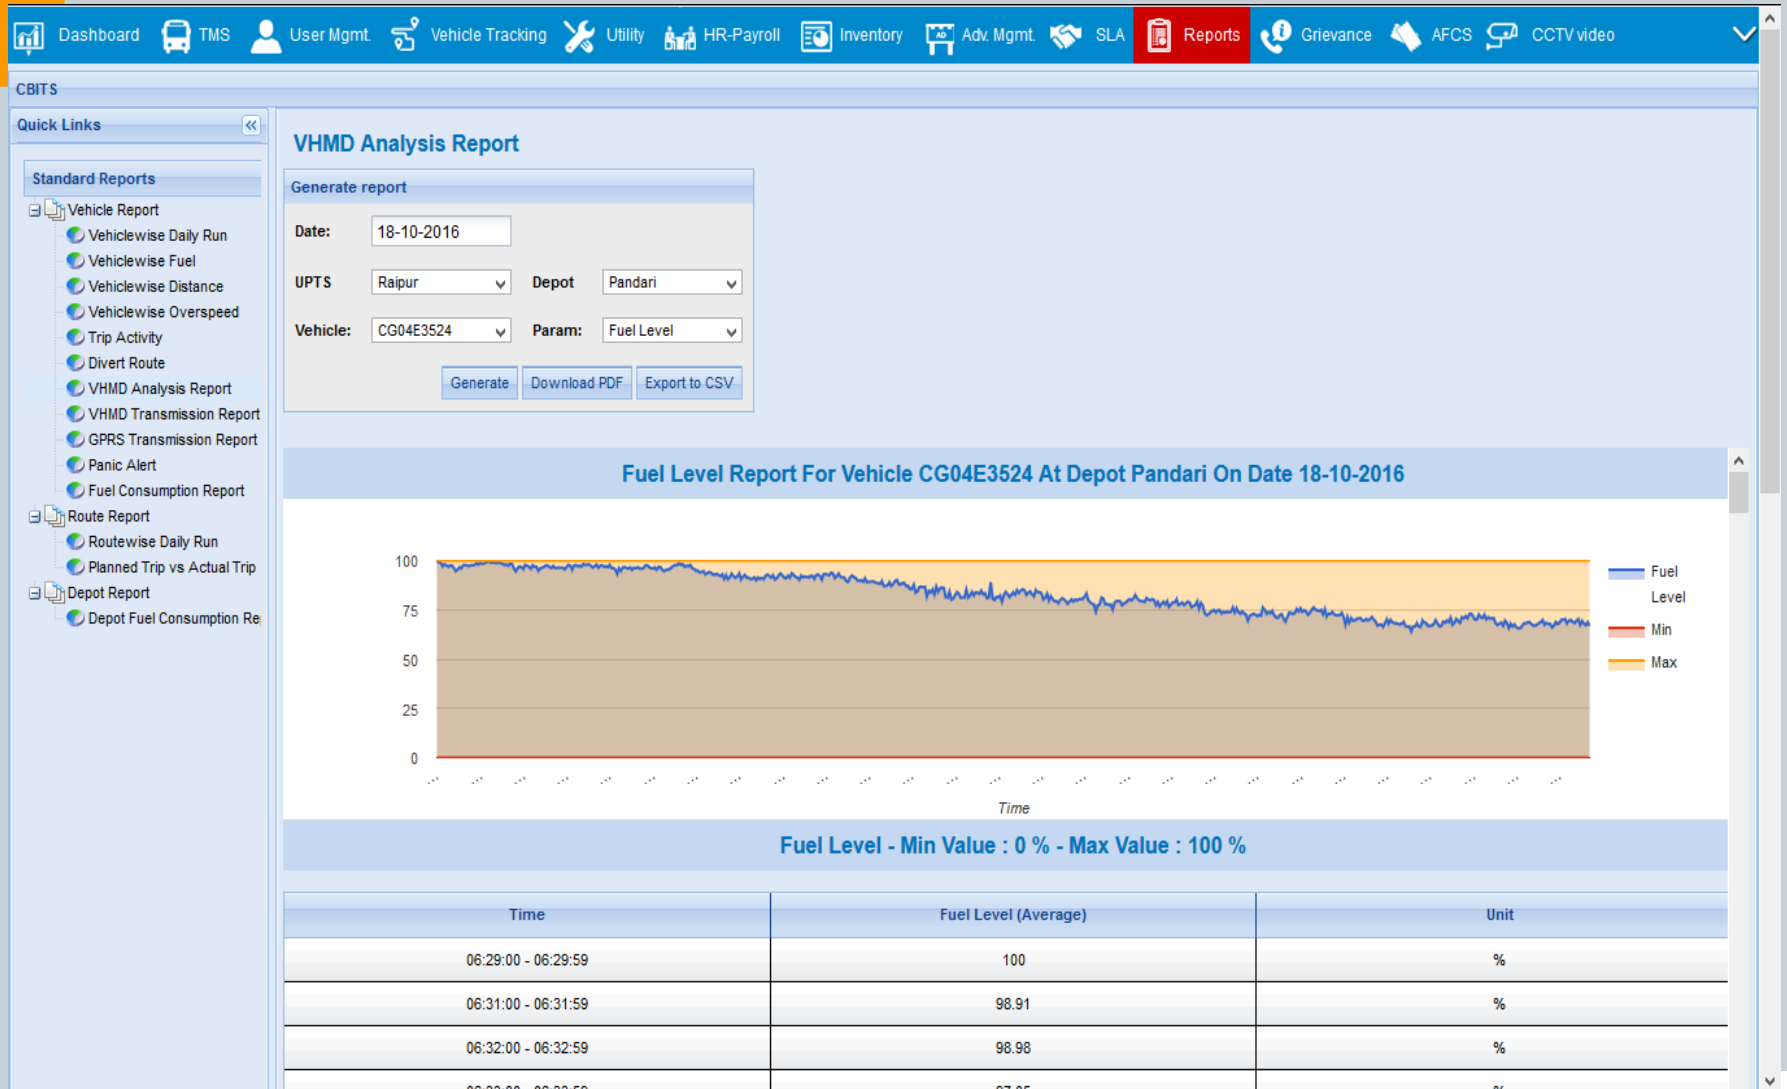 Dashboard TMS User Mgmt. Vehicle Tracking Utility HR-Payroll Inventory Adv. Mgmt. SLA Reports Grievance AFCS CCTV video
CBITS
Quick Links
Standard Reports
Vehicle Report
Vehiclewise Daily Run
Vehiclewise Fuel
Vehiclewise Distance
Vehiclewise Overspeed
Trip Activity
Divert Route
VHMD Analysis Report
VHMD Transmission Report
GPRS Transmission Report
Panic Alert
Fuel Consumption Report
Route Report
Routewise Daily Run
Planned Trip vs Actual Trip
Depot Report
Depot Fuel Consumption Re
VHMD Analysis Report
Generate report
Date: 18-10-2016
UPTS Raipur Depot Pandari
Vehicle: CG04E3524 Param: Fuel Level
Generate Download PDF Export to CSV
Fuel Level Report For Vehicle CG04E3524 At Depot Pandari On Date 18-10-2016
100
75
50
25
0
... ... ... ... ... ... ... ... ... ... ... ... ... ... ... ... ... ... ... ... ... ... ... ... ... ... ...
Time
Fuel
Level
Min
Max
Fuel Level - Min Value : 0 % - Max Value : 100 %
Time Fuel Level (Average) Unit
06:29:00 - 06:29:59 100 %
06:31:00 - 06:31:59 98.91 %
06:32:00 - 06:32:59 98.98 %